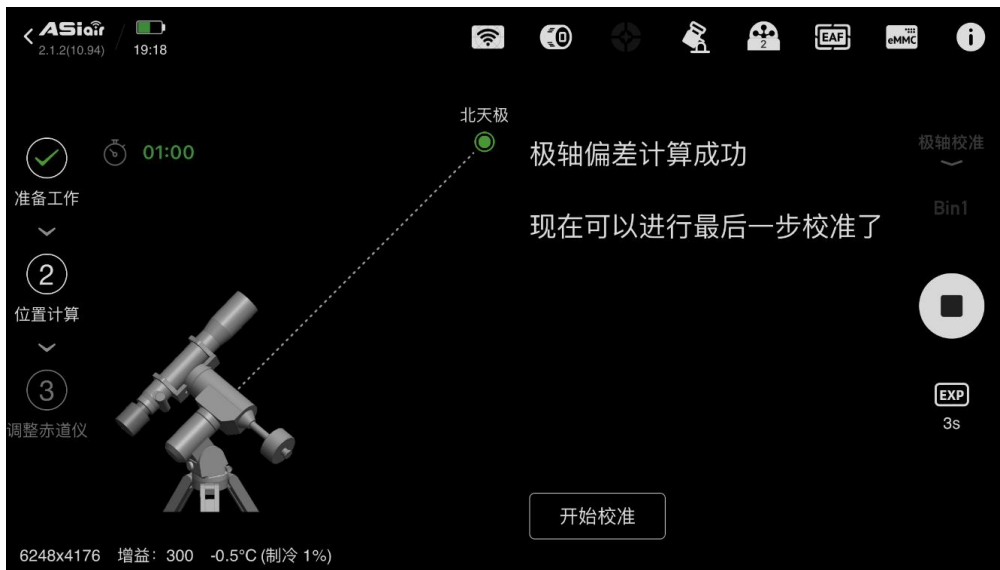 ASiair
2.1.2(10.94)
19:18
2
EAF
eMMC
i
北天极
01:00
准备工作
2
位置计算
3
调整赤道仪
极轴偏差计算成功
现在可以进行最后一步校准了
开始校准
极轴校准
Bin1
EXP
3s
6248x4176 增益：300 -0.5°C (制冷 1%)